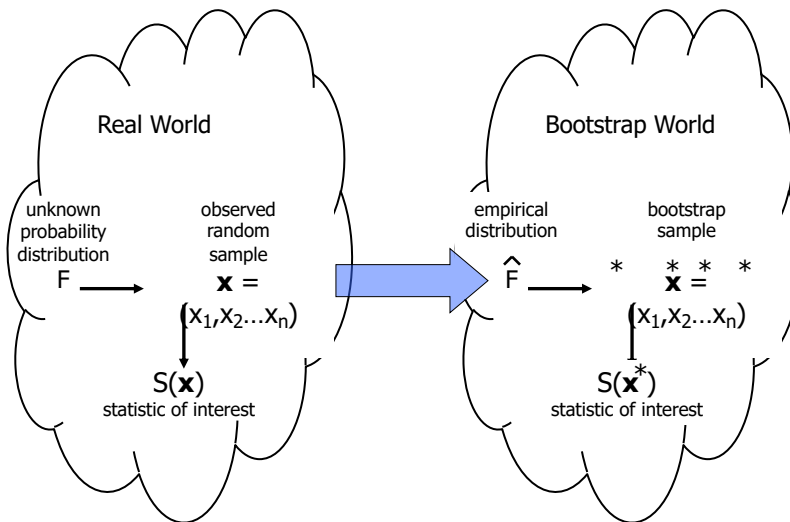 Real World
unknown
probability
distribution
F
observed
random
sample
x =
(x₁,x₂...xₙ)
S(x)
statistic of interest
Bootstrap World
empirical
distribution
F̂
bootstrap
sample
* * * *
x =
(x₁,x₂...xₙ)
S(x*)
statistic of interest